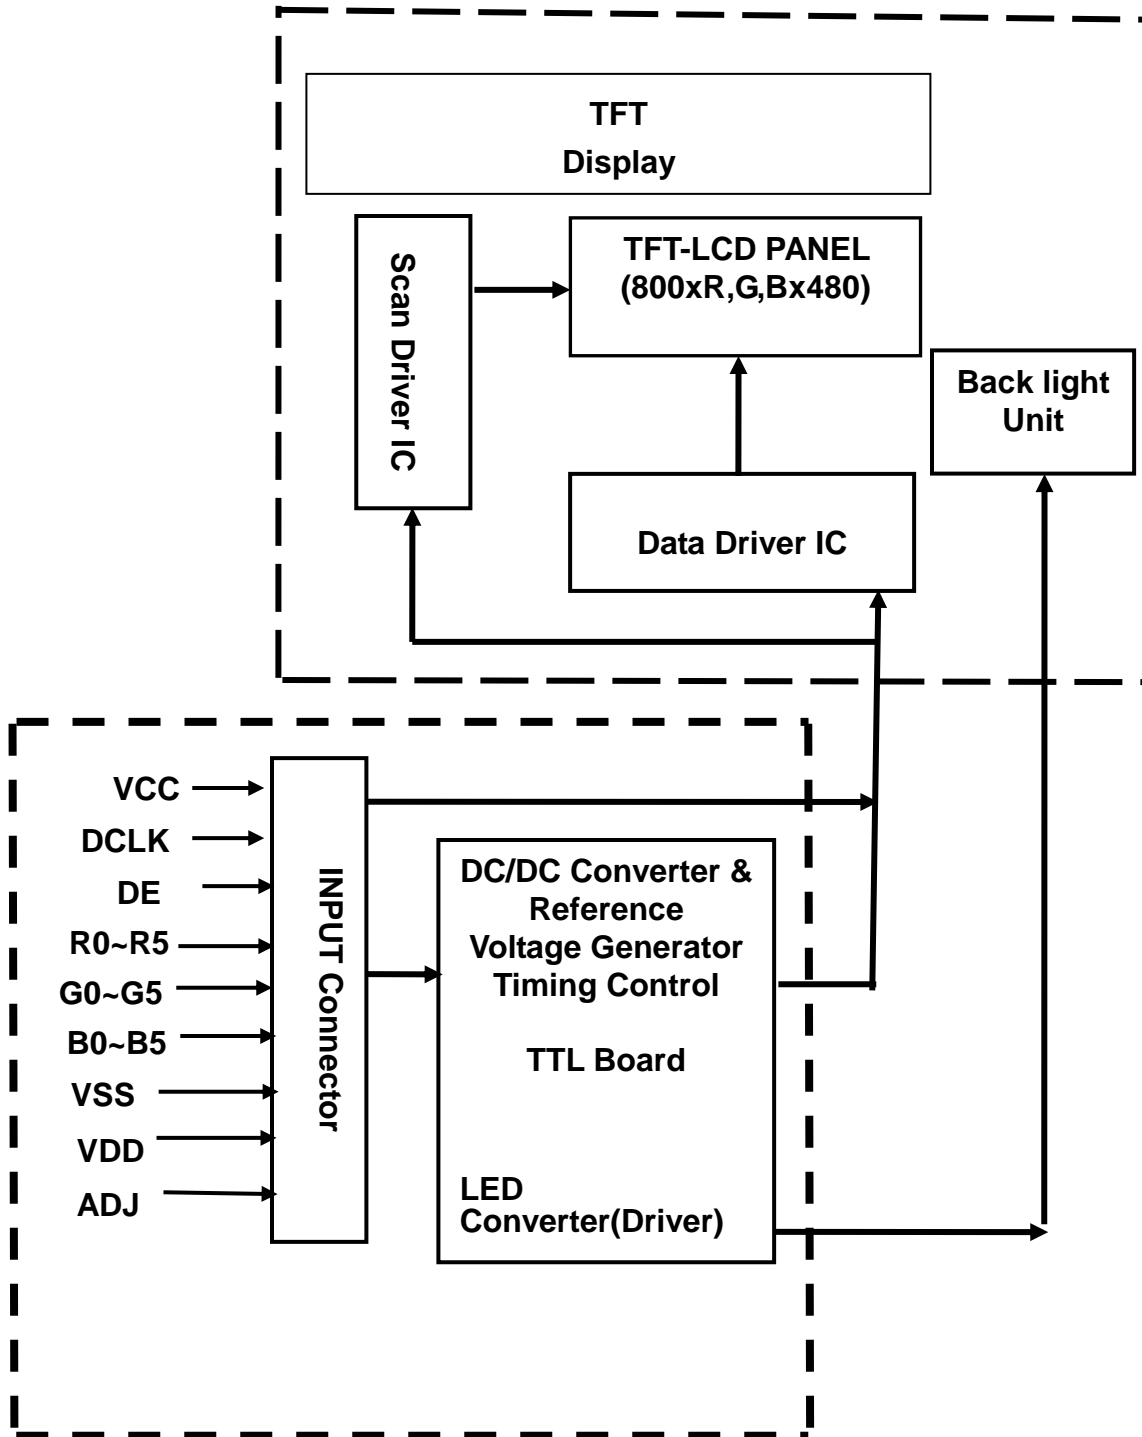 TFT
Display
Scan Driver IC
TFT-LCD PANEL
(800xR,G,Bx480)
Back light
Unit
Data Driver IC
VCC
DCLK
DE
R0~R5
G0~G5
B0~B5
VSS
VDD
ADJ
INPUT Connector
DC/DC Converter &
Reference
Voltage Generator
Timing Control
TTL Board
LED
Converter(Driver)